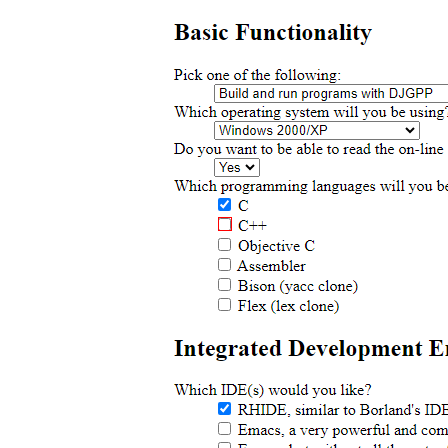 Basic Functionality
Pick one of the following:
Build and run programs with DJGPP
Which operating system will you be using?
Windows 2000/XP
Do you want to be able to read the on-line
Yes
Which programming languages will you be
C
C++
Objective C
Assembler
Bison (yacc clone)
Flex (lex clone)
Integrated Development
Which IDE(s) would you like?
RHIDE, similar to Borland's IDE
Emacs, a very powerful and com